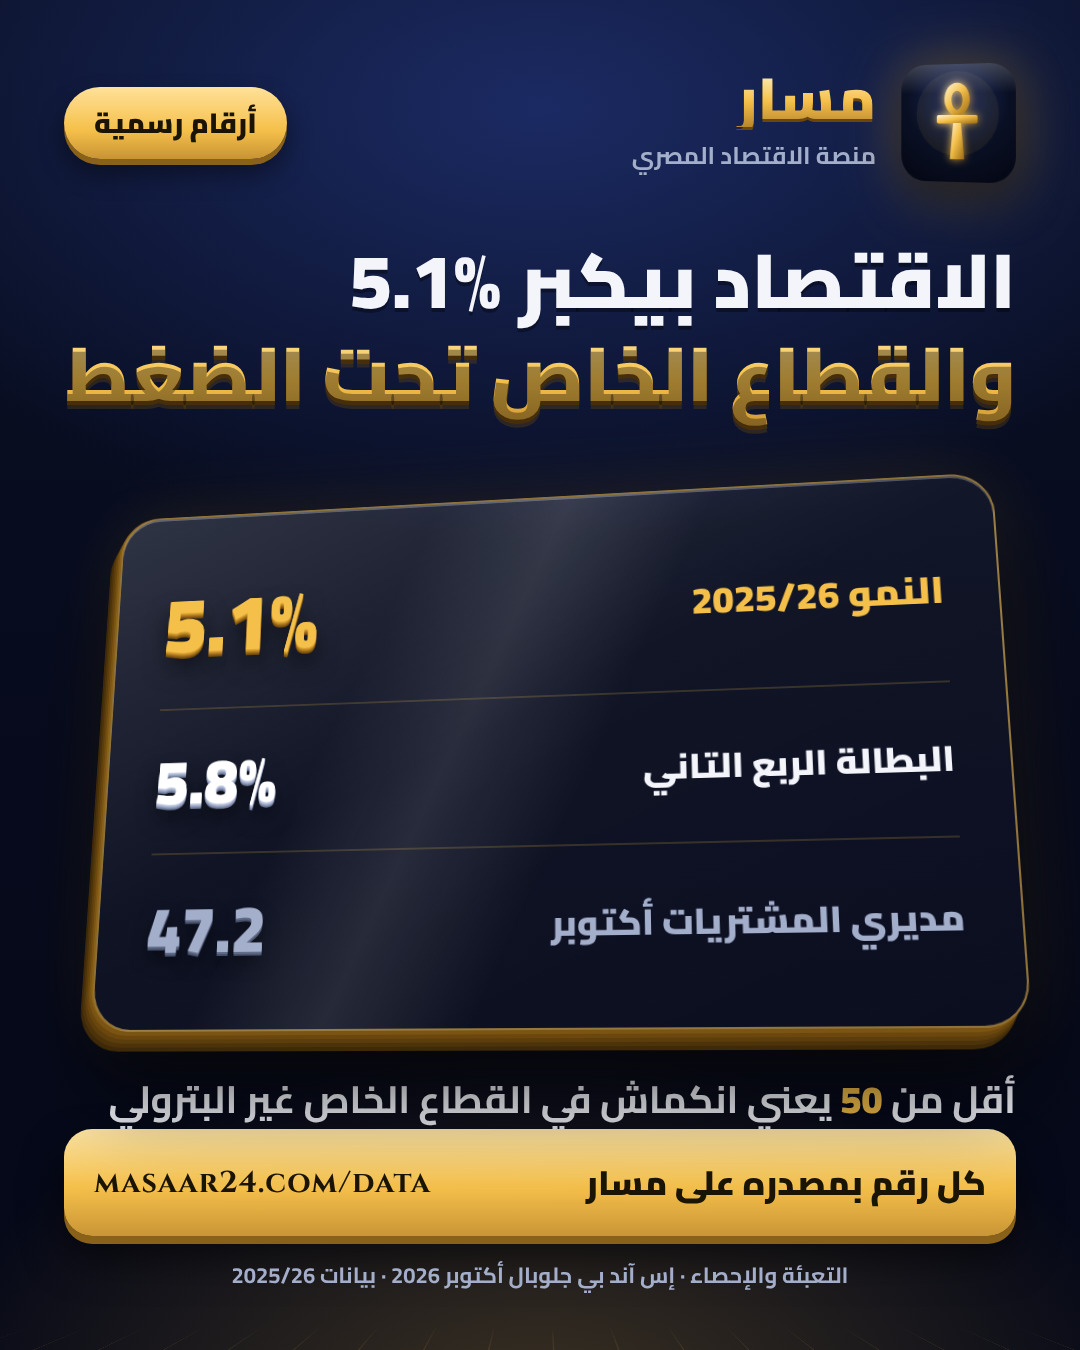 مسار
منصة الاقتصاد المصري
أرقام رسمية
الاقتصاد بيكبر 5.1%
والقطاع الخاص تحت الضغط
النمو 2025/26
5.1%
البطالة الربع التاني
5.8%
مديري المشتريات أكتوبر
47.2
أقل من 50 يعني انكماش في القطاع الخاص غير البترولي
كل رقم بمصدره على مسار
MASAAR24.COM/DATA
التعبئة والإحصاء · إس آند بي جلوبال أكتوبر 2026 · بيانات 2025/26